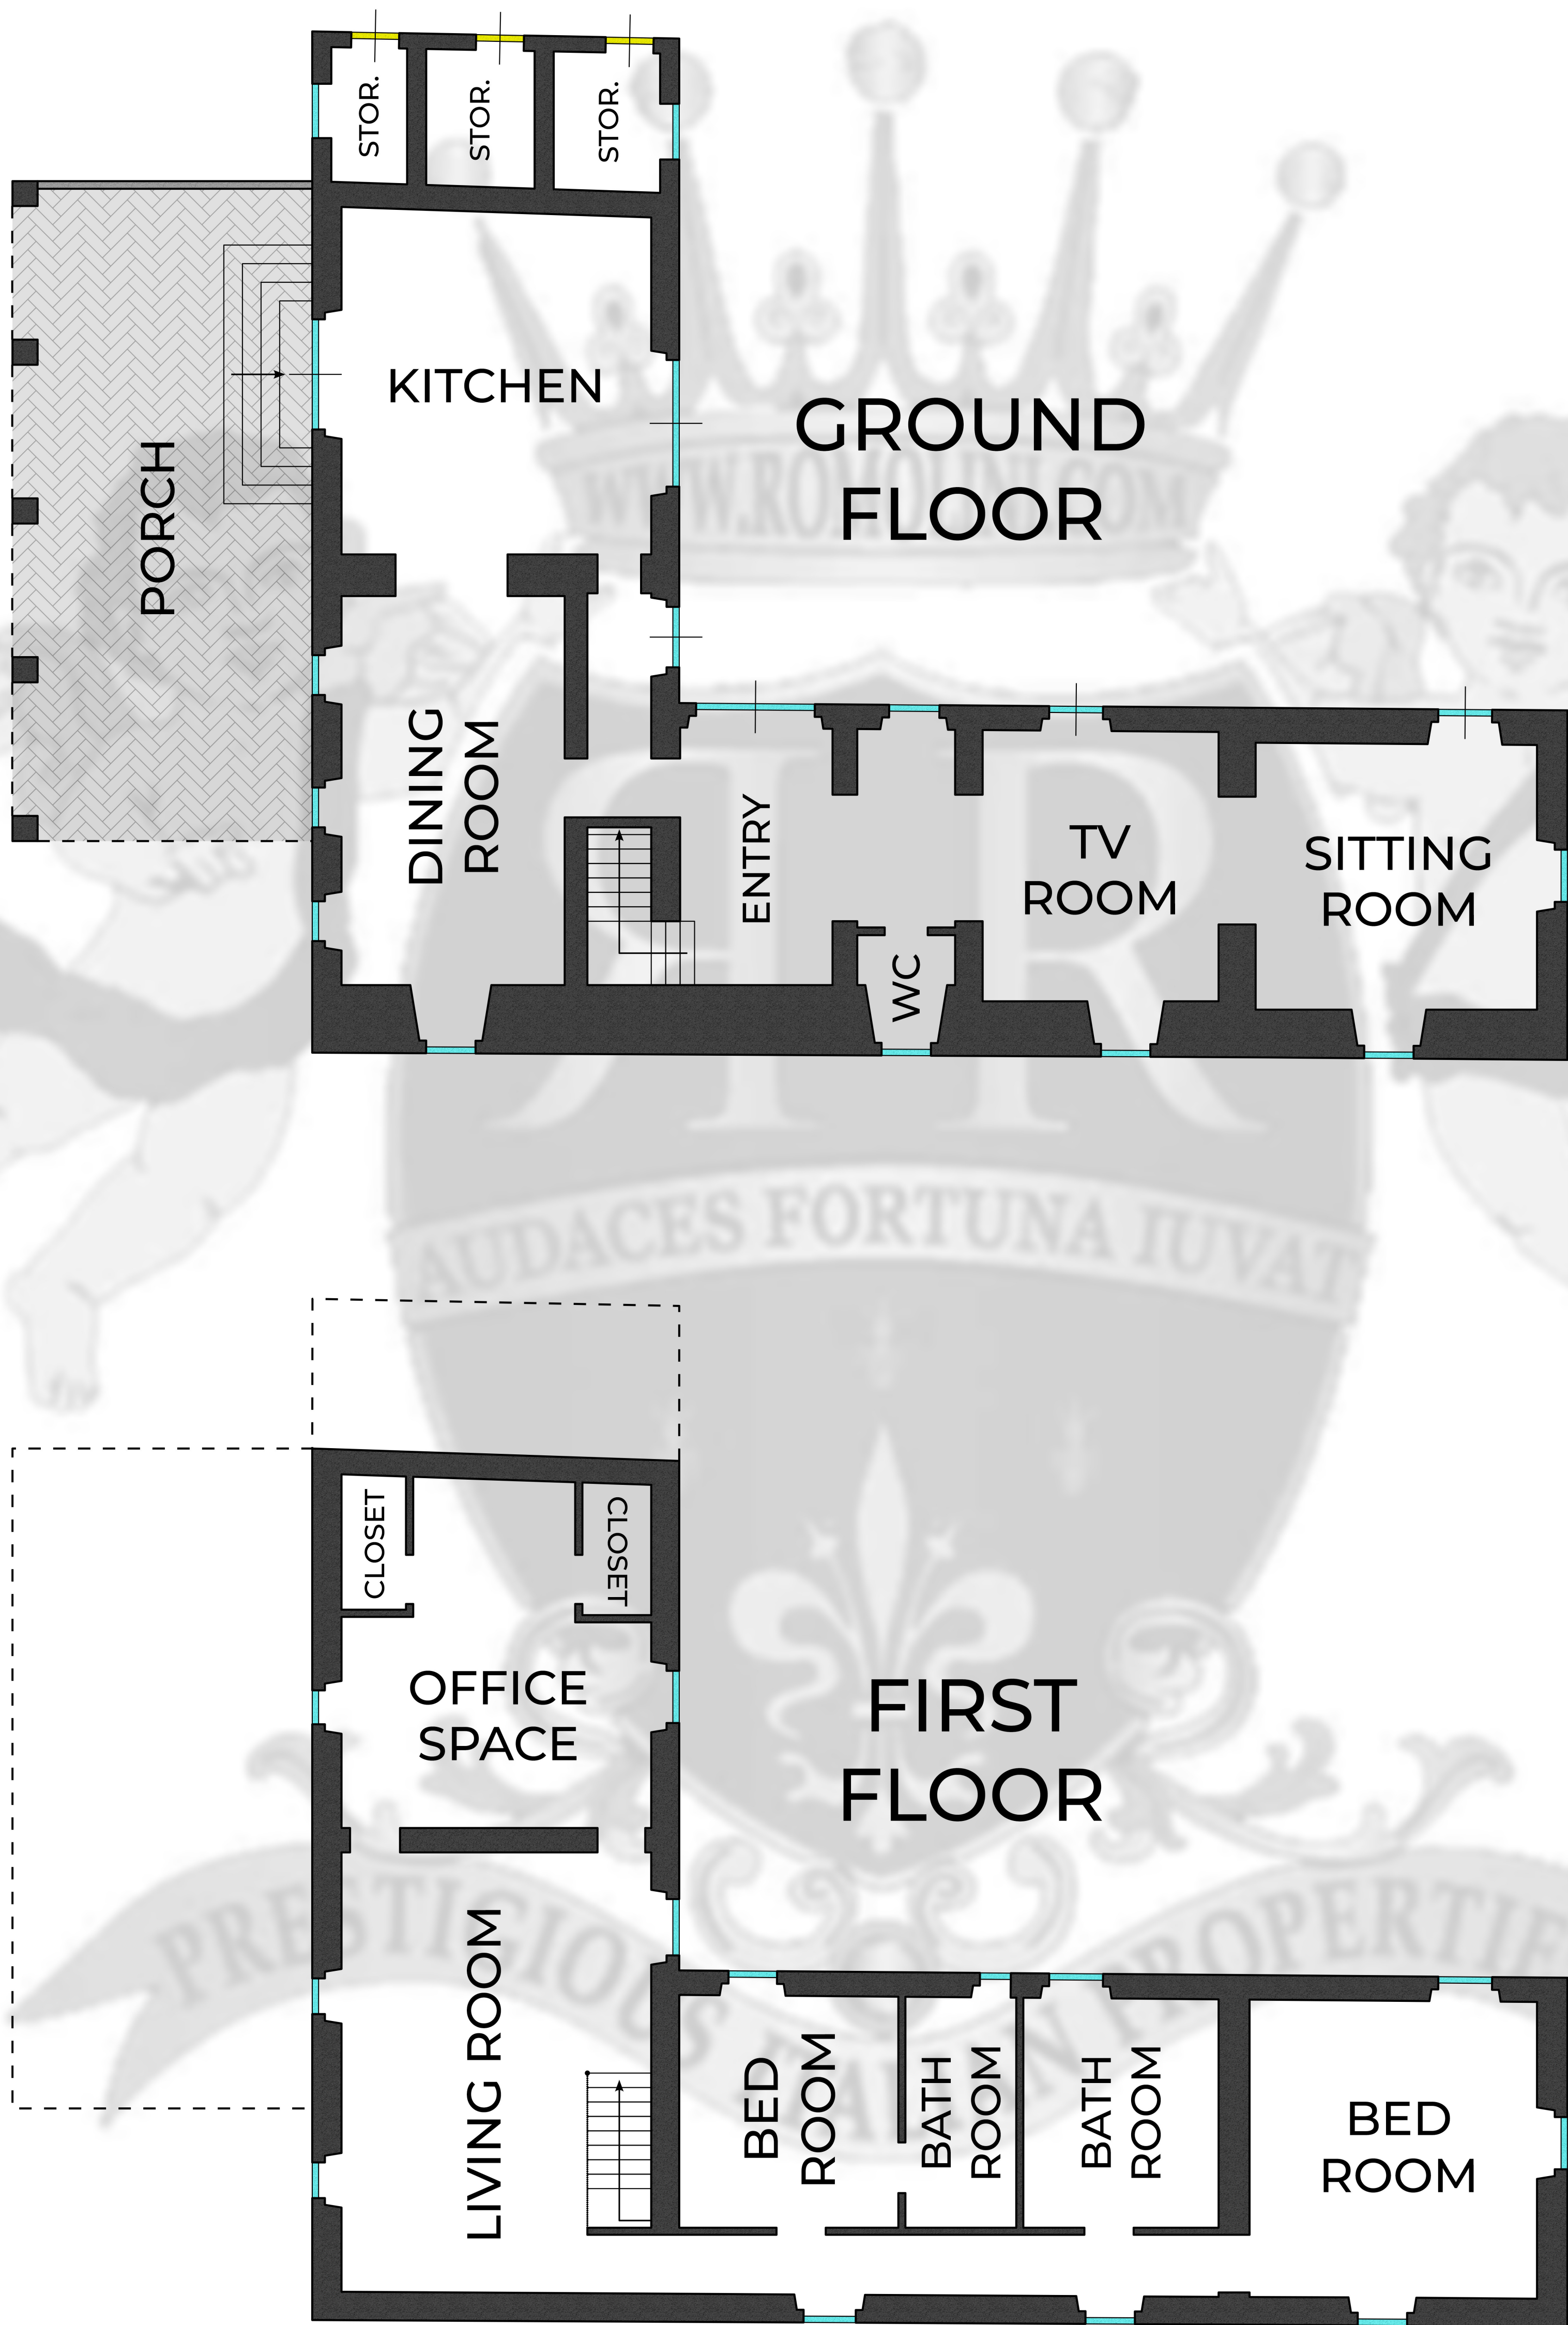 STOR.
STOR.
STOR.
KITCHEN
PORCH
GROUND
FLOOR
DINING
ROOM
ENTRY
WC
TV
ROOM
SITTING
ROOM
WWW.ROMOLINI.COM
R R
AUDACES FORTUNA IUVAT
CLOSET
CLOSET
OFFICE
SPACE
FIRST
FLOOR
LIVING ROOM
BED
ROOM
BATH
ROOM
BATH
ROOM
BED
ROOM
PRESTIGIOUS ITALIAN PROPERTIE